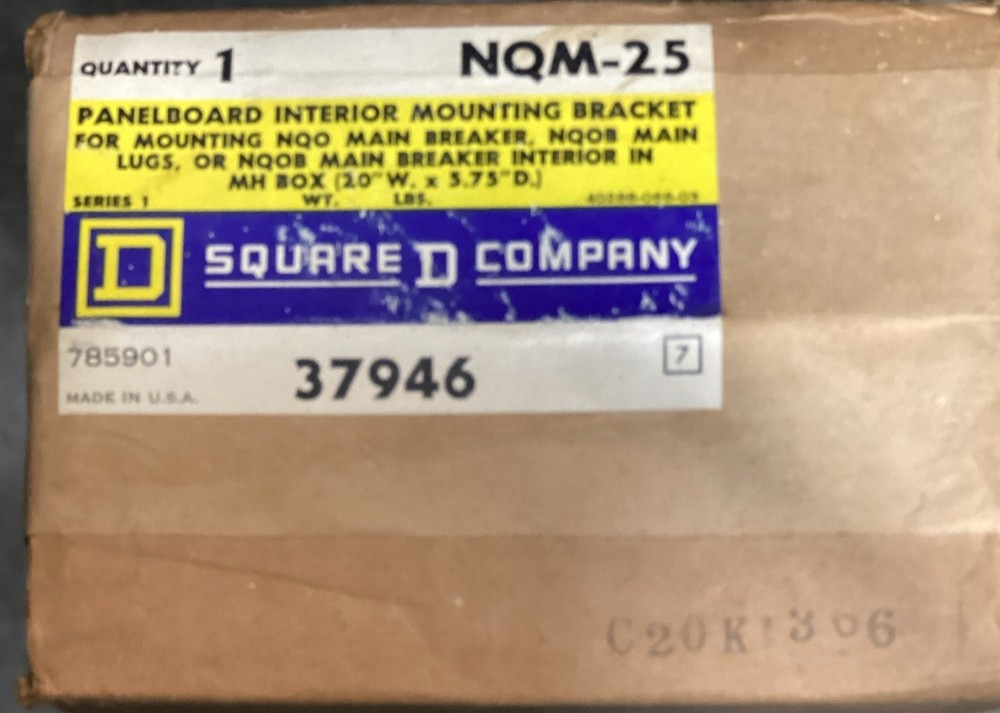 QUANTITY 1 NQM-25
PANELBOARD INTERIOR MOUNTING BRACKET
FOR MOUNTING NQO MAIN BREAKER, NQOB MAIN
LUGS, OR NQOB MAIN BREAKER INTERIOR IN
MH BOX (20"W. x 5.75"D.)
SERIES 1 WT. LBS.
D SQUARE D COMPANY
785901 37946 7
MADE IN U.S.A.